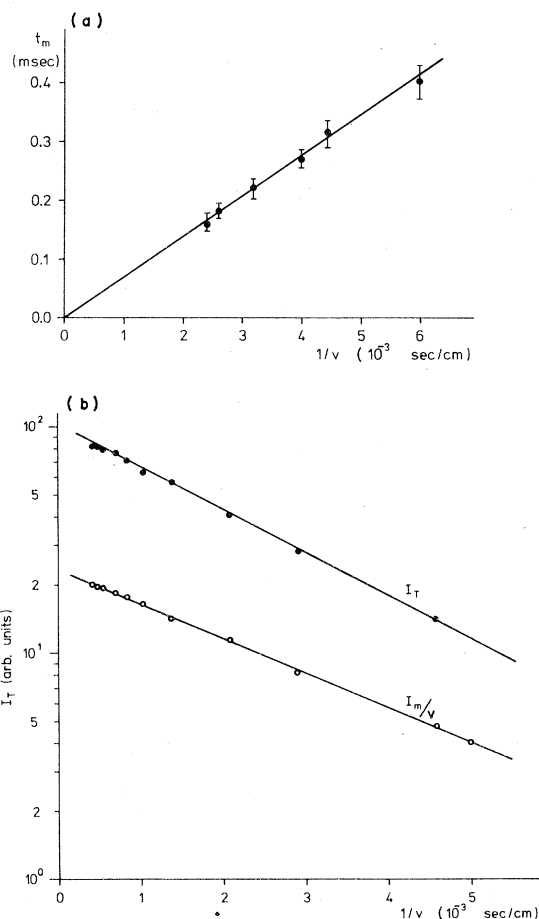 (a)
t_m
(msec)
0.4
0.3
0.2
0.1
0.0
0 1 2 3 4 5 6
1/v (10⁻³ sec/cm)
(b)
10²
5
2
10¹
5
2
10⁰
I_T (arb. units)
I_T
I_m/v
0 1 2 3 4 5
1/v (10⁻³ sec/cm)